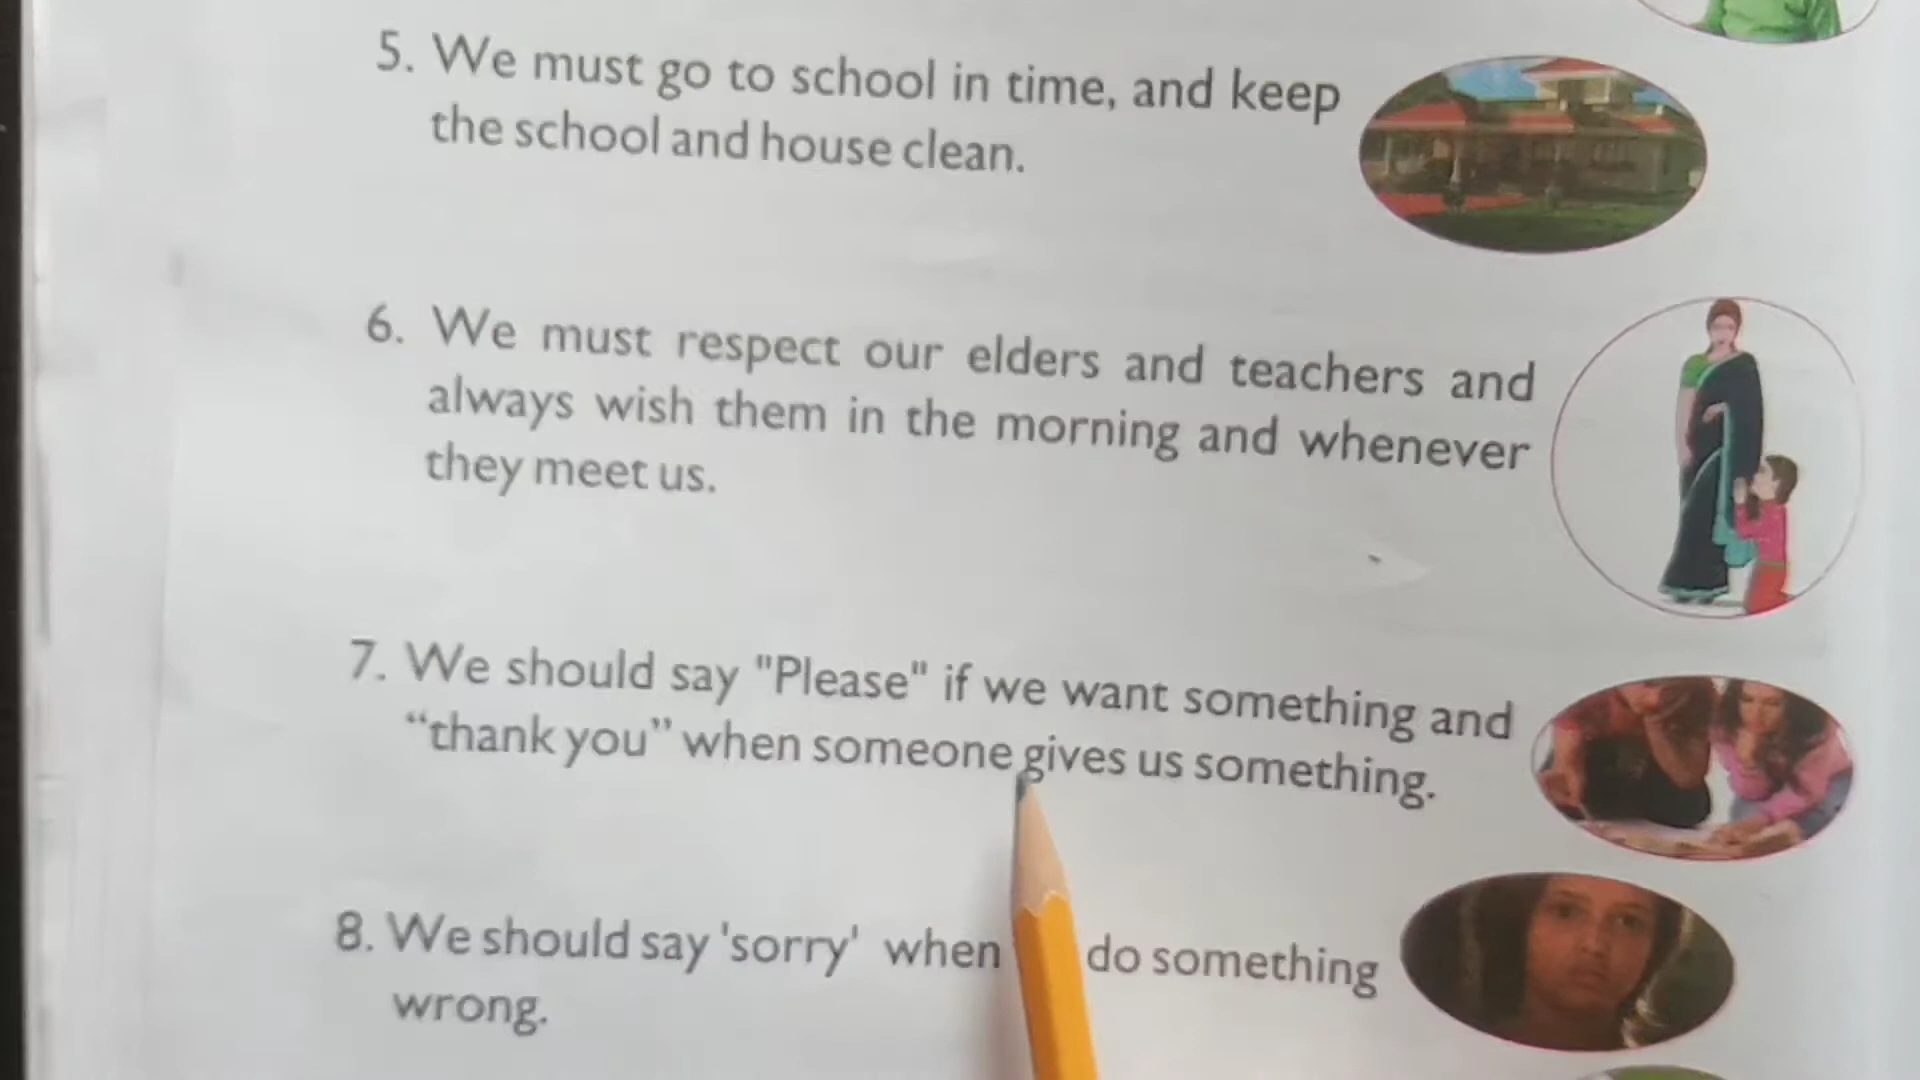 5. We must go to school in time, and keep
the school and house clean.
6. We must respect our elders and teachers and
always wish them in the morning and whenever
they meet us.
7. We should say "Please" if we want something and
“thank you” when someone gives us something.
8. We should say 'sorry' when do something
wrong.